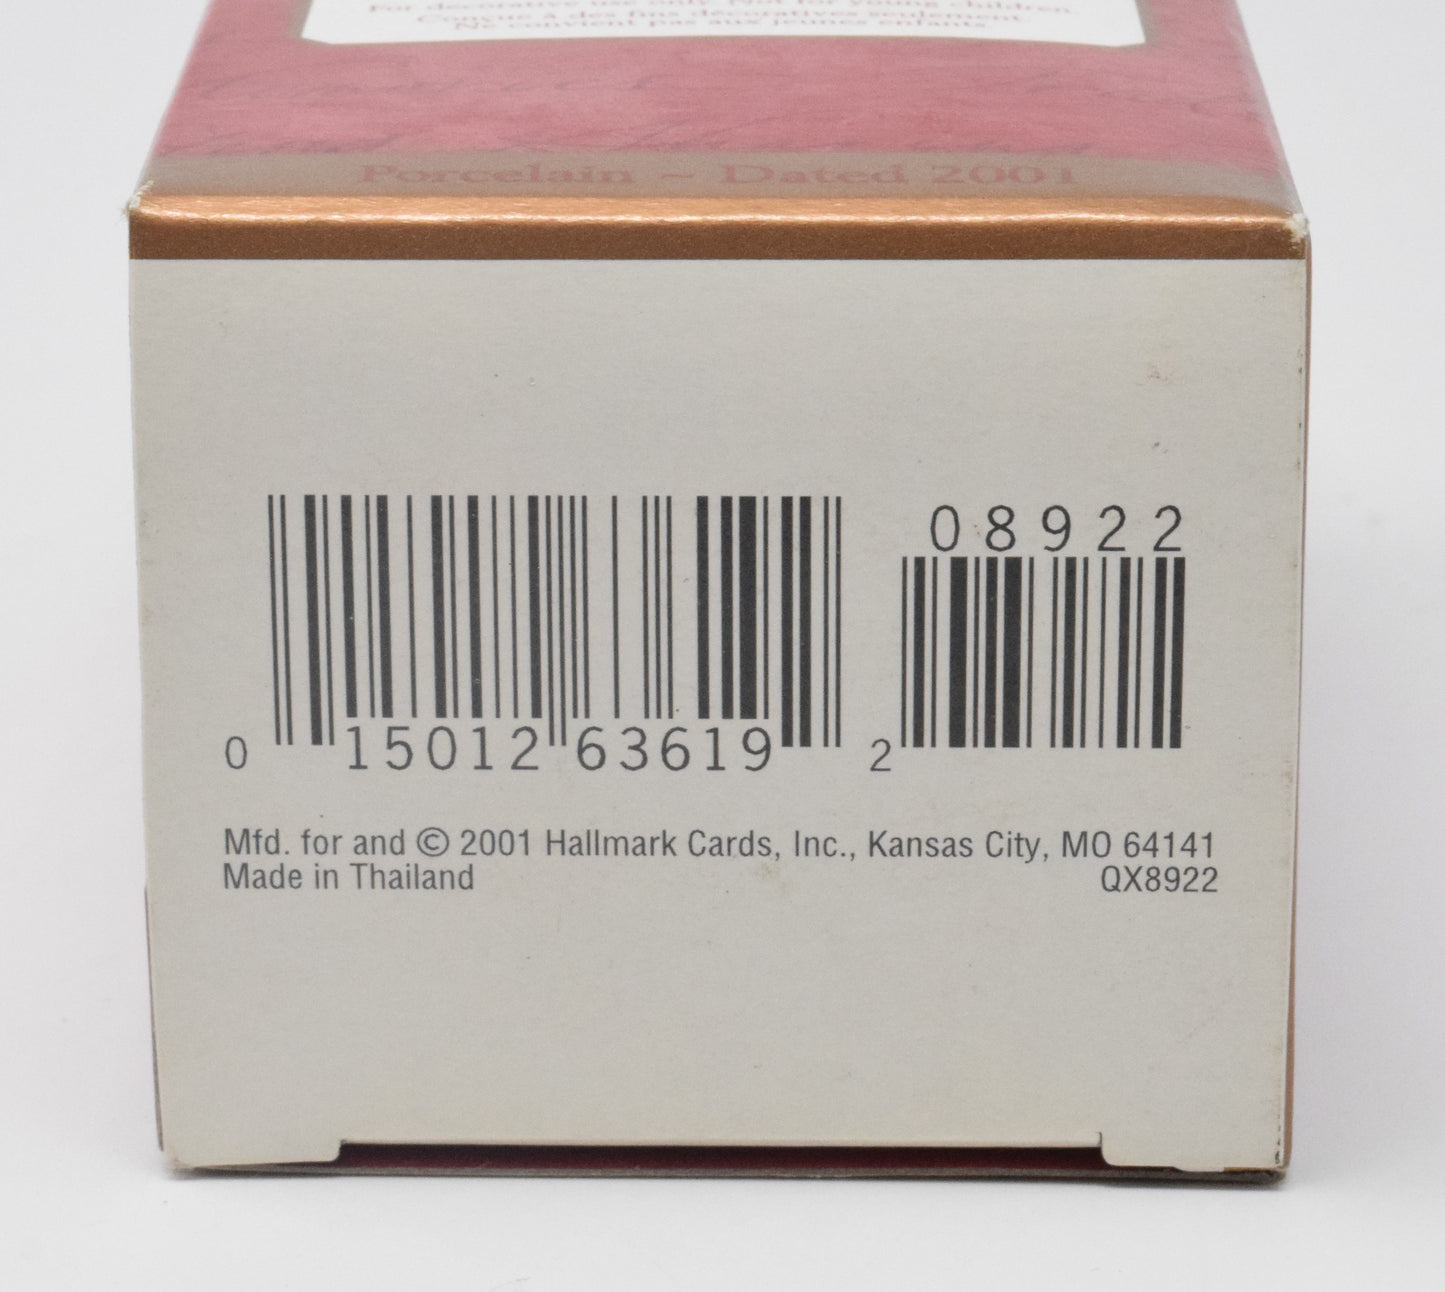 For decorative use only. Not for young children
Conçue à des fins décoratives seulement.
Ne convient pas aux jeunes enfants
Porcelain ~ Dated 2001
08922
0 15012 63619 2
Mfd. for and © 2001 Hallmark Cards, Inc., Kansas City, MO 64141
Made in Thailand QX8922